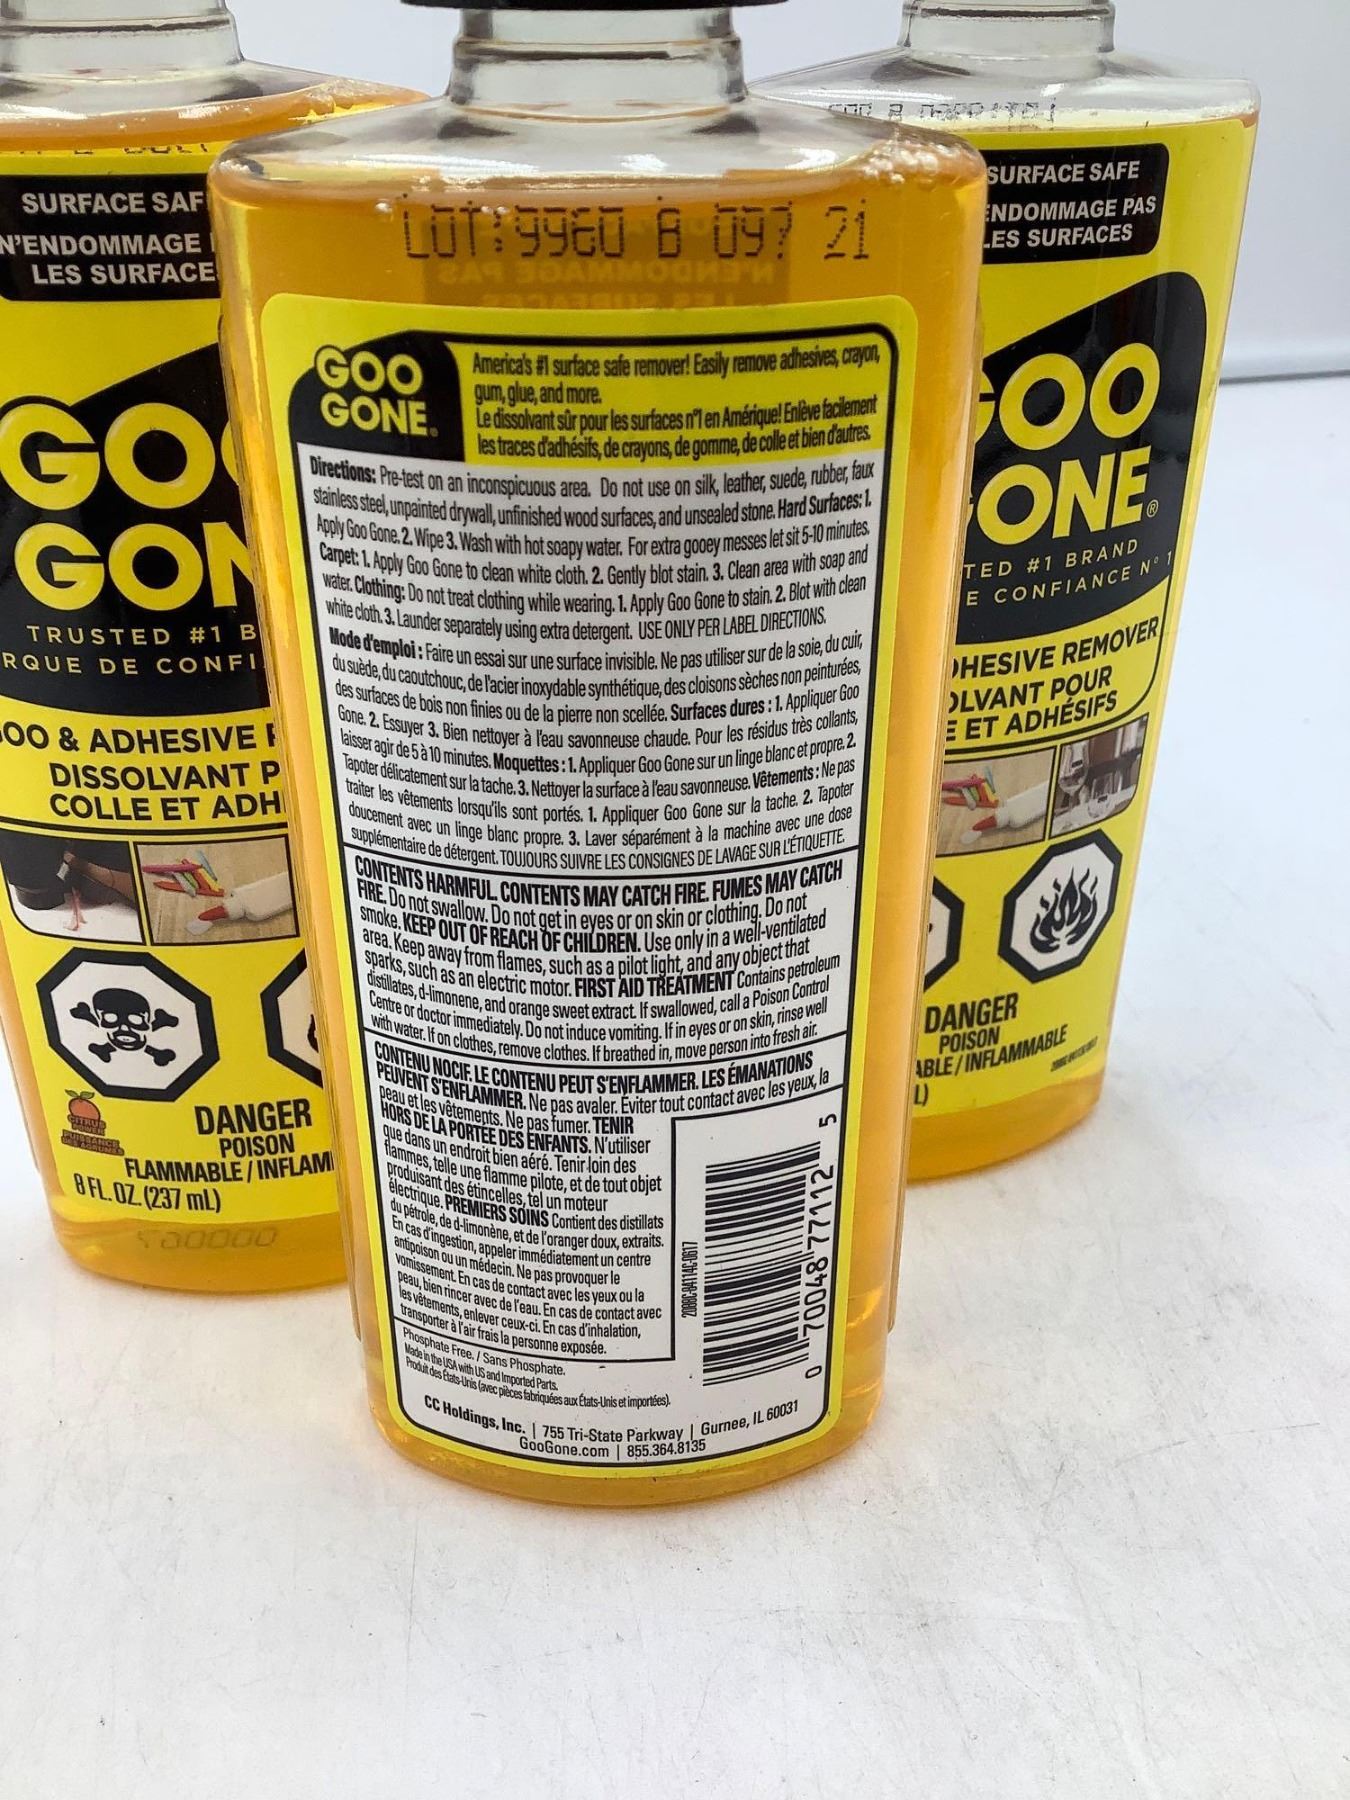 LOT:9960 B 097 21
GOO
GONE®
America's #1 surface safe remover! Easily remove adhesives, crayon,
gum, glue, and more.
Le dissolvant sûr pour les surfaces n°1 en Amérique! Enlève facilement
les traces d'adhésifs, de crayons, de gomme, de colle et bien d'autres.
Directions: Pre-test on an inconspicuous area. Do not use on silk, leather, suede, rubber, faux
stainless steel, unpainted drywall, unfinished wood surfaces, and unsealed stone. Hard Surfaces: 1.
Apply Goo Gone. 2. Wipe 3. Wash with hot soapy water. For extra gooey messes let sit 5-10 minutes.
Carpet: 1. Apply Goo Gone to clean white cloth. 2. Gently blot stain. 3. Clean area with soap and
water. Clothing: Do not treat clothing while wearing. 1. Apply Goo Gone to stain. 2. Blot with clean
white cloth. 3. Launder separately using extra detergent. USE ONLY PER LABEL DIRECTIONS.
Mode d'emploi : Faire un essai sur une surface invisible. Ne pas utiliser sur de la soie, du cuir,
du suède, du caoutchouc, de l'acier inoxydable synthétique, des cloisons sèches non peinturées,
des surfaces de bois non finies ou de la pierre non scellée. Surfaces dures : 1. Appliquer Goo
Gone. 2. Essuyer 3. Bien nettoyer à l'eau savonneuse chaude. Pour les résidus très collants,
laisser agir de 5 à 10 minutes. Moquettes : 1. Appliquer Goo Gone sur un linge blanc et propre. 2.
Tapoter délicatement sur la tache. 3. Nettoyer la surface à l'eau savonneuse. Vêtements : Ne pas
traiter les vêtements lorsqu'ils sont portés. 1. Appliquer Goo Gone sur la tache. 2. Tapoter
doucement avec un linge blanc propre. 3. Laver séparément à la machine avec une dose
supplémentaire de détergent. TOUJOURS SUIVRE LES CONSIGNES DE LAVAGE SUR L'ÉTIQUETTE.
CONTENTS HARMFUL. CONTENTS MAY CATCH FIRE. FUMES MAY CATCH
FIRE. Do not swallow. Do not get in eyes or on skin or clothing. Do not
smoke. KEEP OUT OF REACH OF CHILDREN. Use only in a well-ventilated
area. Keep away from flames, such as a pilot light, and any object that
sparks, such as an electric motor. FIRST AID TREATMENT Contains petroleum
distillates, d-limonene, and orange sweet extract. If swallowed, call a Poison Control
Centre or doctor immediately. Do not induce vomiting. If in eyes or on skin, rinse well
with water. If on clothes, remove clothes. If breathed in, move person into fresh air.
CONTENU NOCIF. LE CONTENU PEUT S'ENFLAMMER. LES ÉMANATIONS
PEUVENT S'ENFLAMMER. Ne pas avaler. Éviter tout contact avec les yeux, la
peau et les vêtements. Ne pas fumer. TENIR
HORS DE LA PORTÉE DES ENFANTS. N'utiliser
que dans un endroit bien aéré. Tenir loin des
flammes, telle une flamme pilote, et de tout objet
produisant des étincelles, tel un moteur
électrique. PREMIERS SOINS Contient des distillats
du pétrole, de d-limonène, et de l'oranger doux, extraits.
En cas d'ingestion, appeler immédiatement un centre
antipoison ou un médecin. Ne pas provoquer le
vomissement. En cas de contact avec les yeux ou la
peau, bien rincer avec de l'eau. En cas de contact avec
les vêtements, enlever ceux-ci. En cas d'inhalation,
transporter à l'air frais la personne exposée.
2088C-84114C-0617
0 70048 77112 5
Phosphate Free. / Sans Phosphate.
Made in the USA with US and Imported Parts.
Produit des États-Unis (avec pièces fabriquées aux États-Unis et importées).
CC Holdings, Inc. | 755 Tri-State Parkway | Gurnee, IL 60031
GooGone.com | 855.364.8135
SURFACE SAF
N'ENDOMMAGE
LES SURFACE
GO
GON
TRUSTED #1 B
RQUE DE CONFI
OO & ADHESIVE
DISSOLVANT P
COLLE ET ADH
CITRUS
POWER
PUISSANCE
DES AGRUMES
DANGER
POISON
FLAMMABLE / INFLAM
8 FL. OZ. (237 mL)
SURFACE SAFE
ENDOMMAGE PAS
LES SURFACES
OO
ONE®
TED #1 BRAND
E CONFIANCE N° 1
DHESIVE REMOVER
OLVANT POUR
E ET ADHÉSIFS
DANGER
POISON
ABLE / INFLAMMABLE
L)